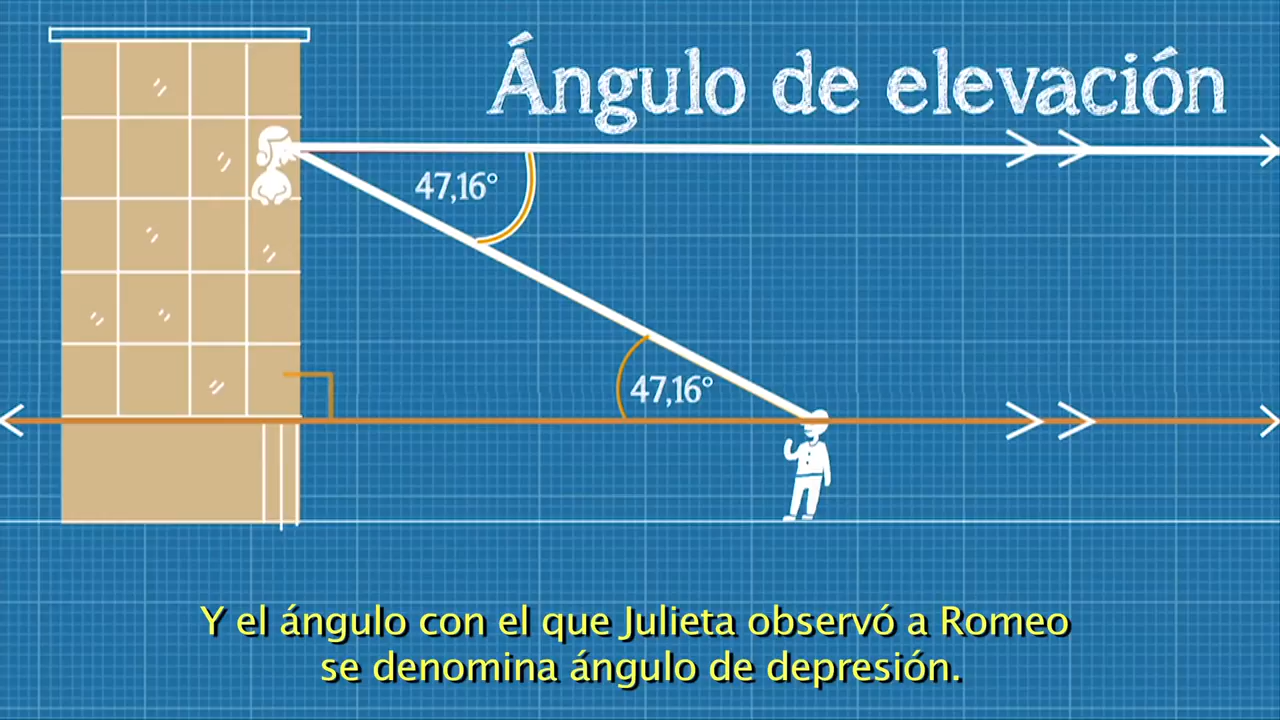 Ángulo de elevación
47,16°
47,16°
Y el ángulo con el que Julieta observó a Romeo
se denomina ángulo de depresión.